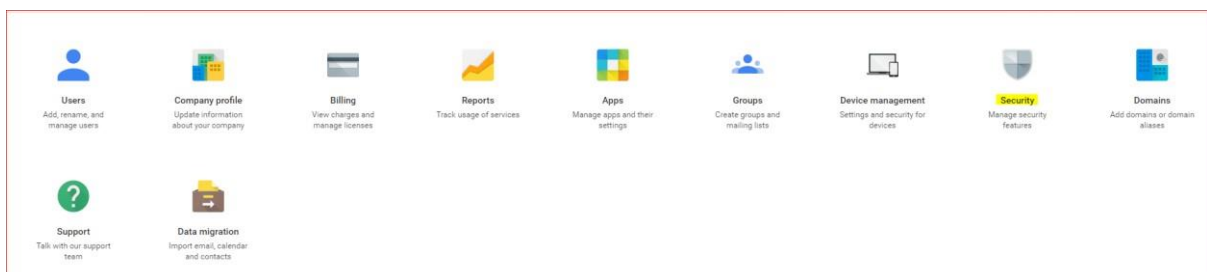 Users
Add, rename, and
manage users
Company profile
Update information
about your company
Billing
View charges and
manage licenses
Reports
Track usage of services
Apps
Manage apps and their
settings
Groups
Create groups and
mailing lists
Device management
Settings and security for
devices
Security
Manage security
features
Domains
Add domains or domain
aliases
Support
Talk with our support
team
Data migration
Import email, calendar
and contacts